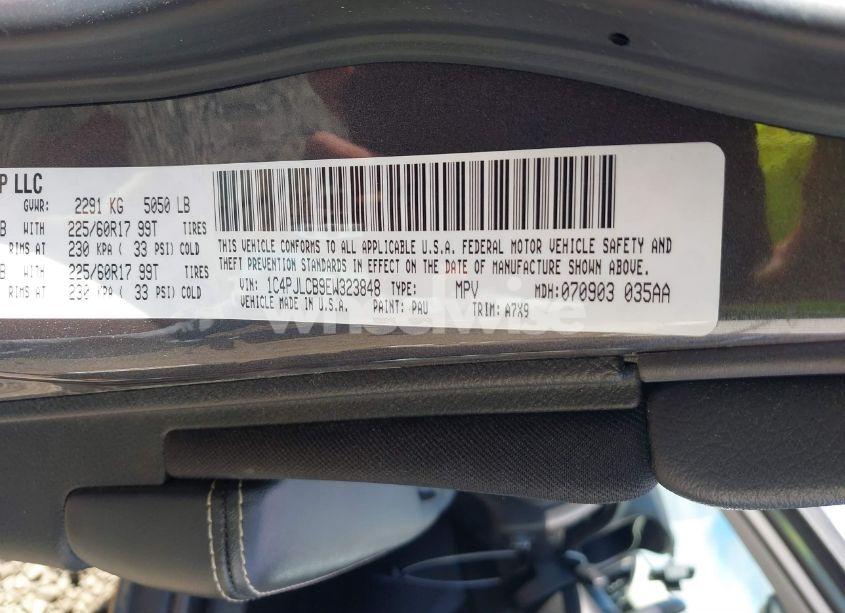 P LLC
GVWR: 2291 KG 5050 LB
B WITH 225/60R17 99T TIRES
RIMS AT 230 KPA ( 33 PSI) COLD
B WITH 225/60R17 99T TIRES
RIMS AT 230 KPA ( 33 PSI) COLD
THIS VEHICLE CONFORMS TO ALL APPLICABLE U.S.A. FEDERAL MOTOR VEHICLE SAFETY AND
THEFT PREVENTION STANDARDS IN EFFECT ON THE DATE OF MANUFACTURE SHOWN ABOVE.
VIN: 1C4PJLCB9EW323848 TYPE: MPV MDH: 070903 035AA
VEHICLE MADE IN U.S.A. PAINT: PAU TRIM: A7X9
wheelwise